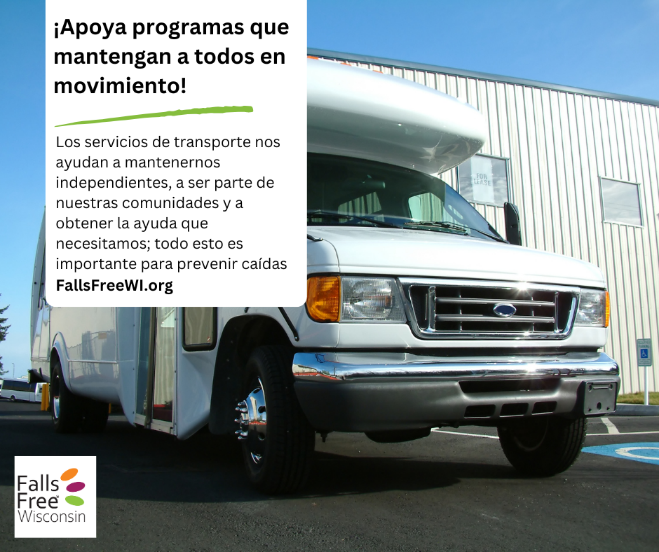 ¡Apoya programas que
mantengan a todos en
movimiento!
Los servicios de transporte nos
ayudan a mantenernos
independientes, a ser parte de
nuestras comunidades y a
obtener la ayuda que
necesitamos; todo esto es
importante para prevenir caídas
FallsFreeWI.org
Ford
Falls
Free
Wisconsin